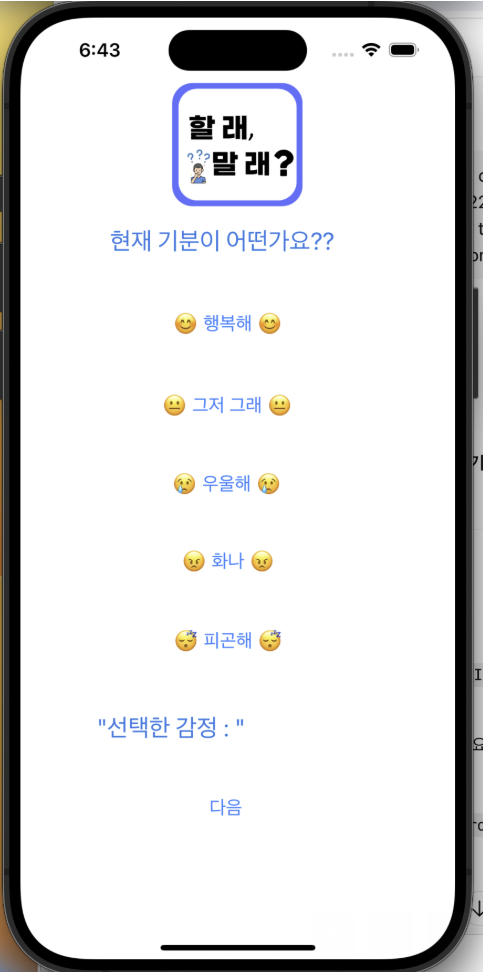 6:43
할 래,
???
말 래?
현재 기분이 어떤가요??
😊 행복해 😊
😐 그저 그래 😐
😢 우울해 😢
😠 화나 😠
😴 피곤해 😴
"선택한 감정 : "
다음